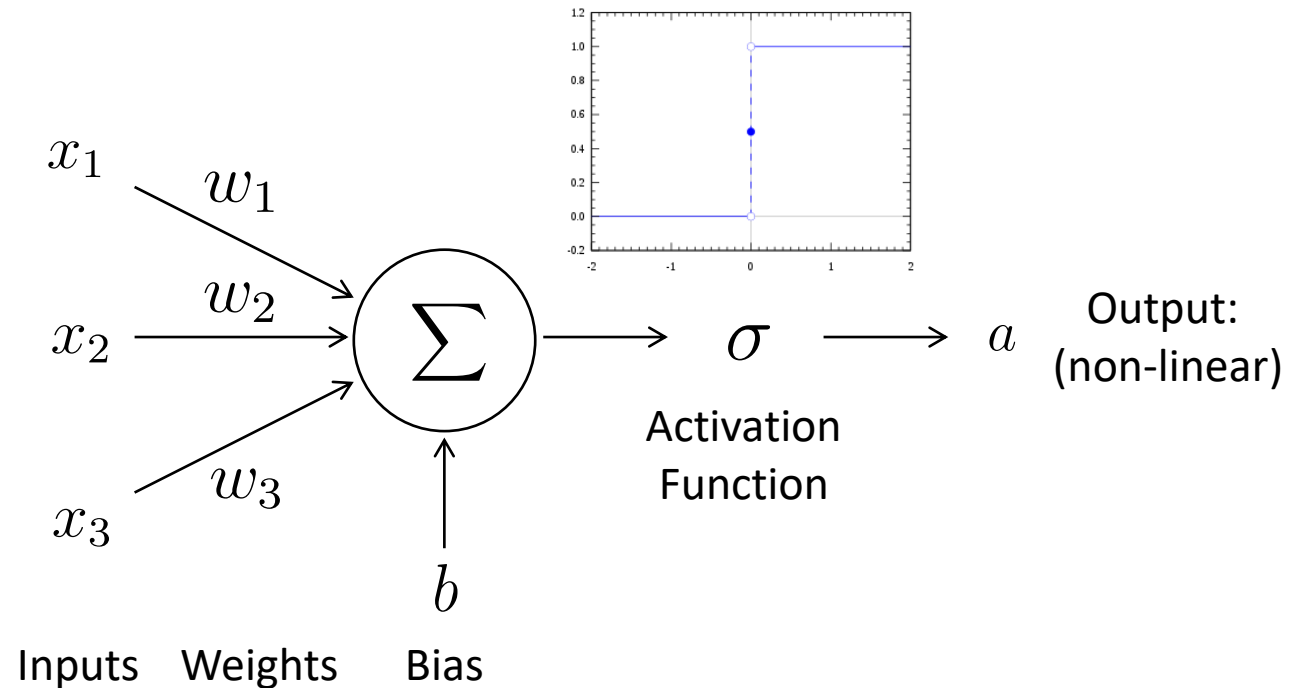 1.2
1.0
0.8
0.6
0.4
0.2
0.0
-0.2
-2 -1 0 1 2
x1
w1
x2
w2
x3
w3
Σ
σ
a
Output:
(non-linear)
Activation
Function
b
Inputs Weights Bias